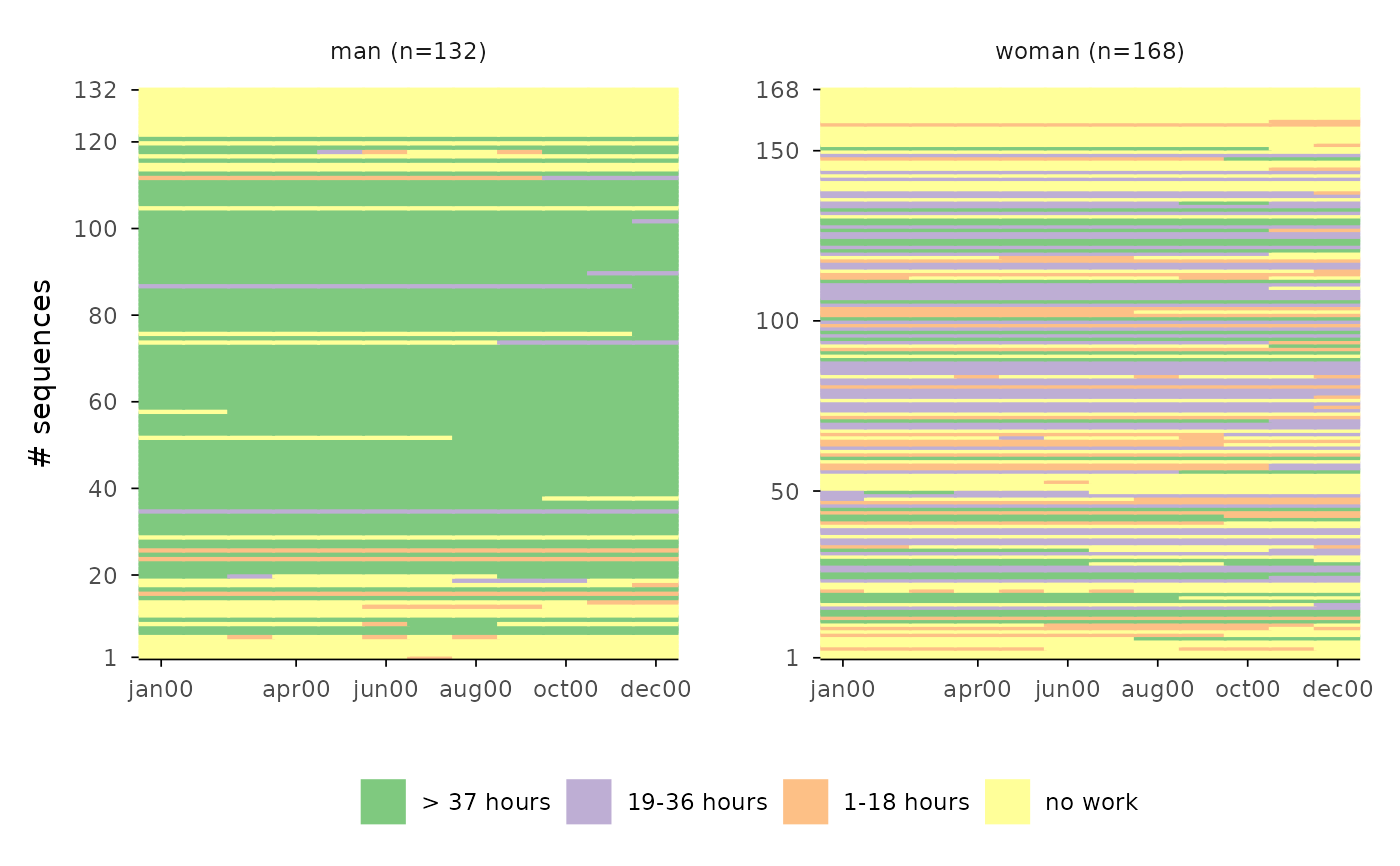 man (n=132)
woman (n=168)
# sequences
132
120
100
80
60
40
20
1
168
150
100
50
1
jan00 apr00 jun00 aug00 oct00 dec00
jan00 apr00 jun00 aug00 oct00 dec00
> 37 hours 19-36 hours 1-18 hours no work